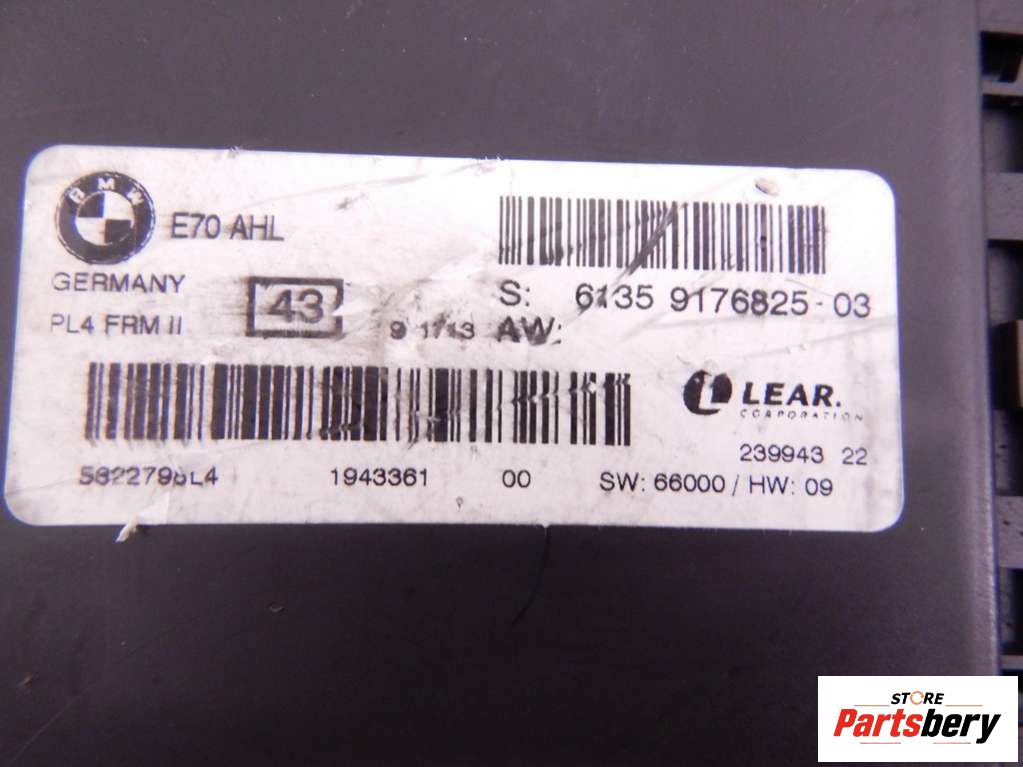 BMW
E70 AHL
GERMANY
PL4 FRM II
43
S: 6135 9176825-03
AW:
LEAR.
CORPORATION
239943 22
1943361 00
SW: 66000 / HW: 09
STORE
Partsbery